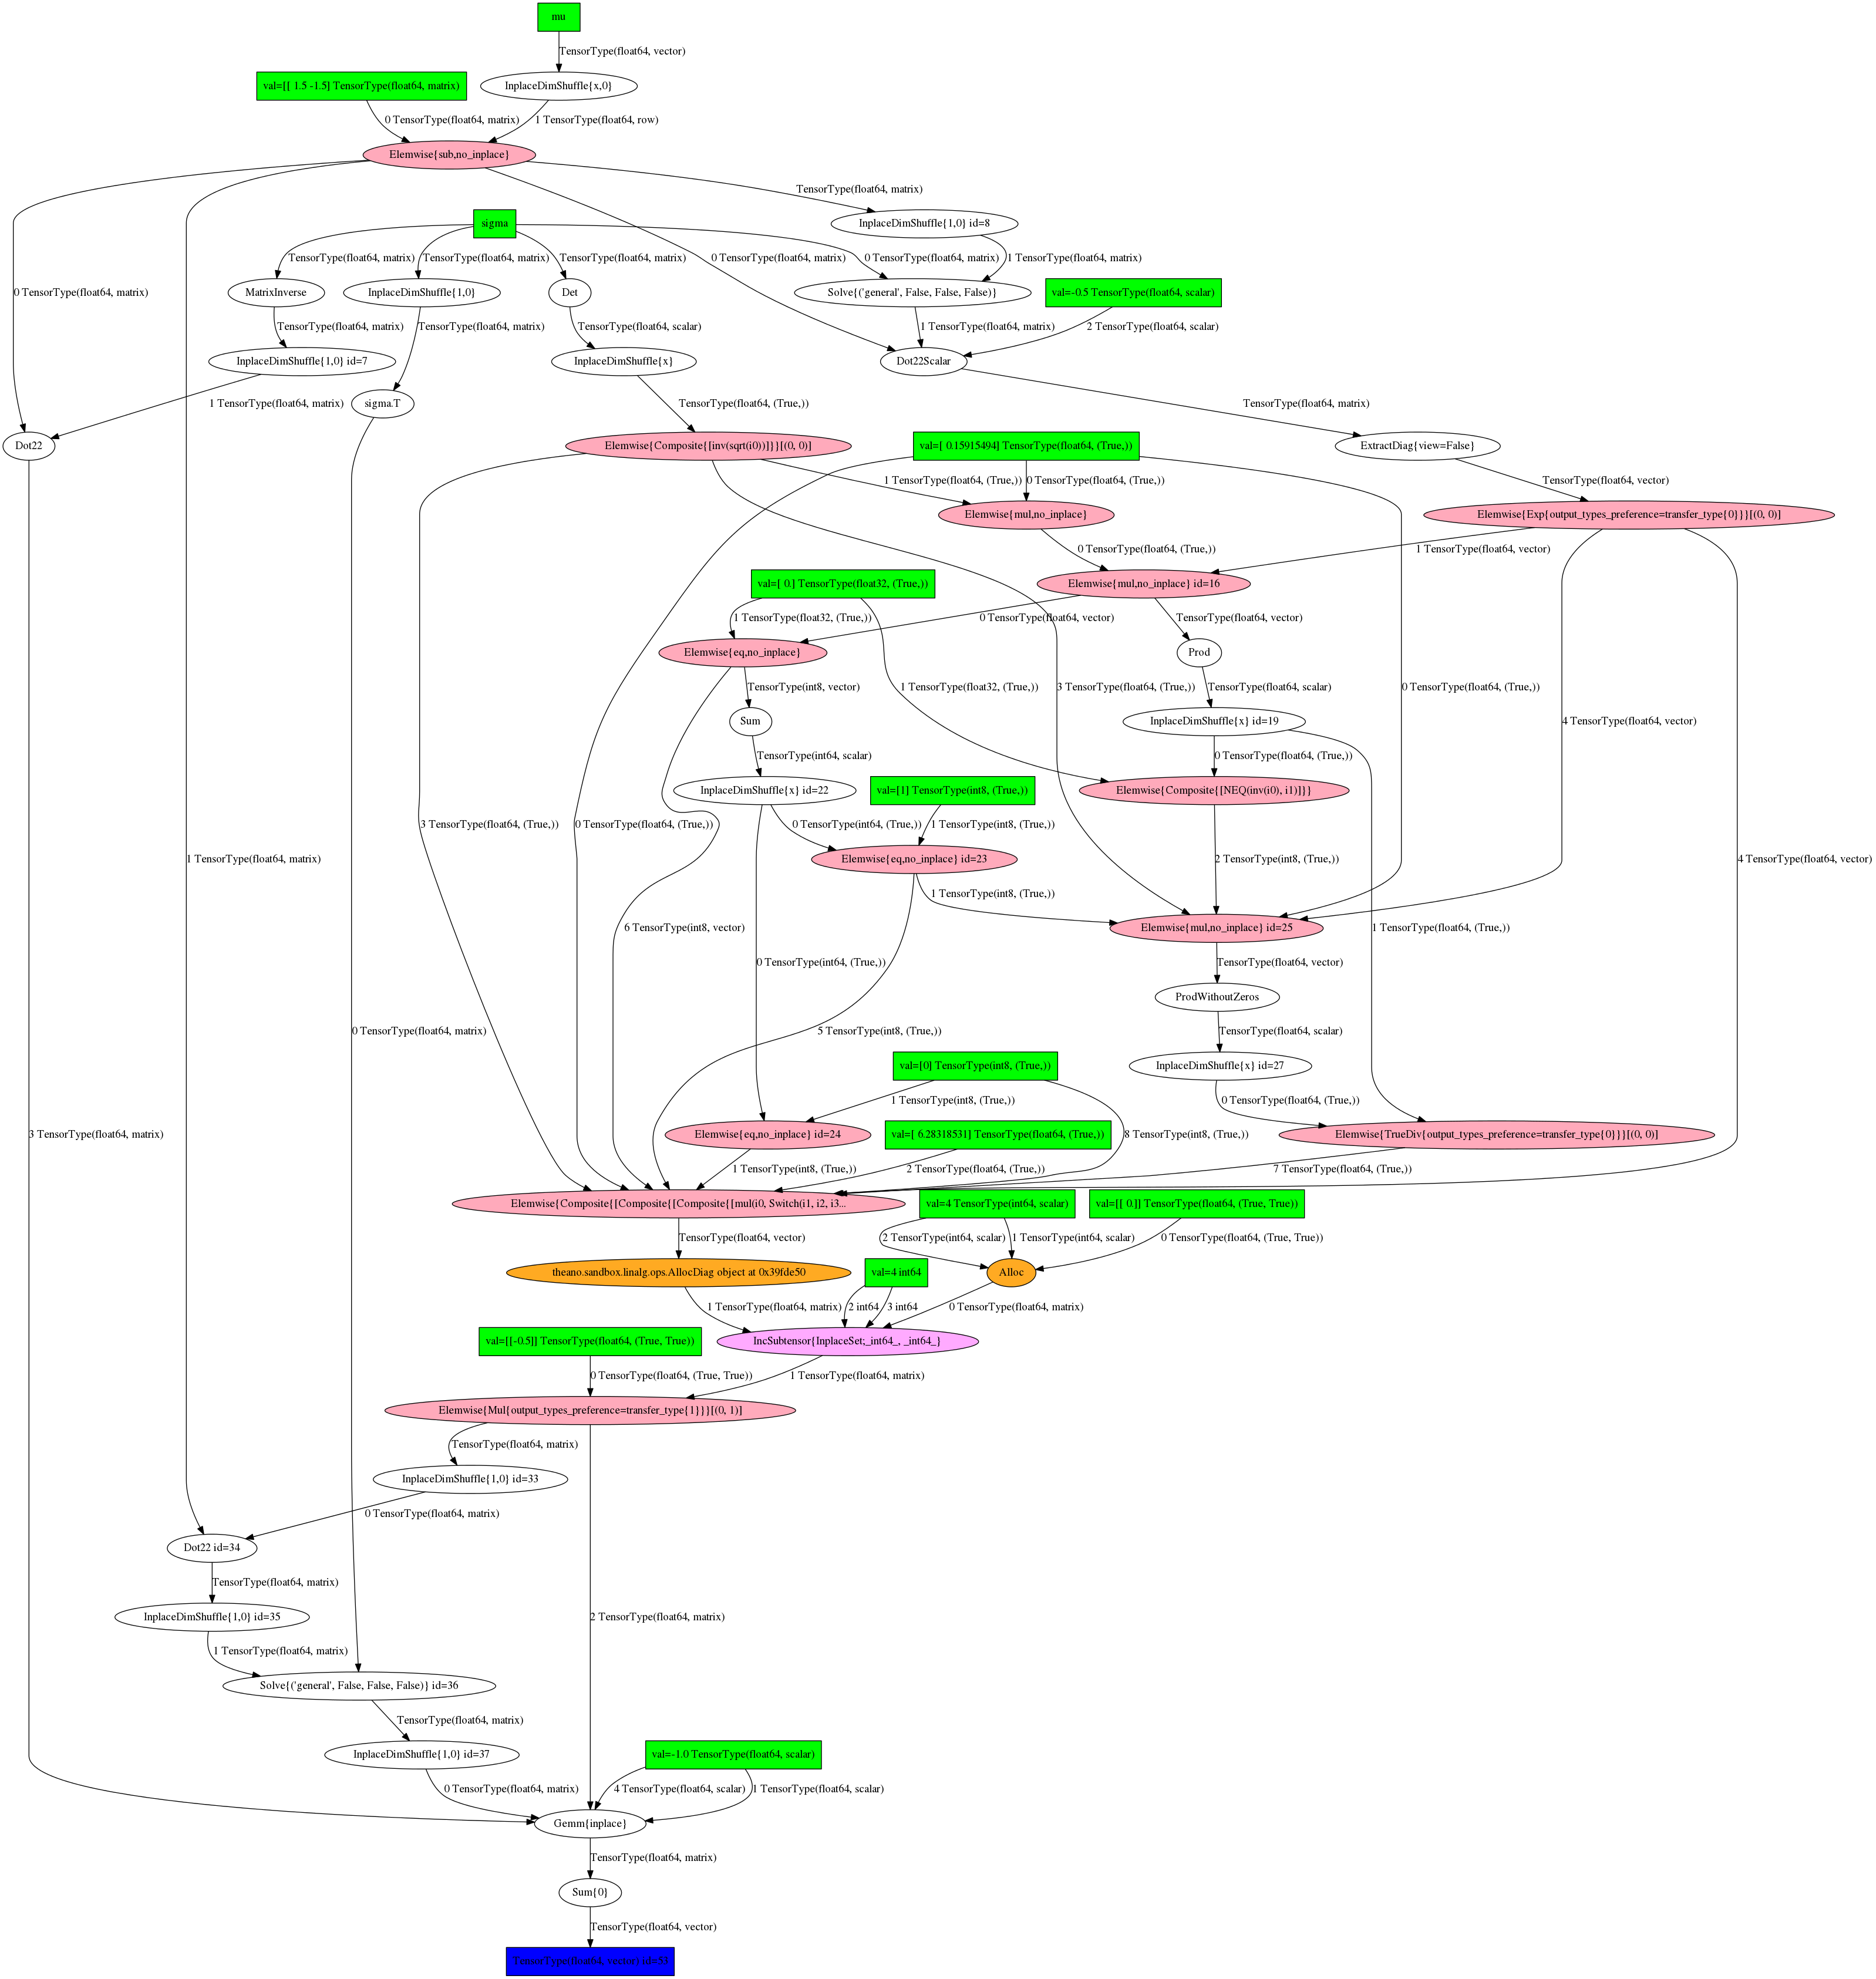 mu
TensorType(float64, vector)
val=[[ 1.5 -1.5] TensorType(float64, matrix)
InplaceDimShuffle{x,0}
0 TensorType(float64, matrix)
1 TensorType(float64, row)
Elemwise{sub,no_inplace}
TensorType(float64, matrix)
sigma
InplaceDimShuffle{1,0} id=8
TensorType(float64, matrix)
TensorType(float64, matrix)
TensorType(float64, matrix)
0 TensorType(float64, matrix)
0 TensorType(float64, matrix)
1 TensorType(float64, matrix)
0 TensorType(float64, matrix)
MatrixInverse
InplaceDimShuffle{1,0}
Det
Solve{('general', False, False, False)}
val=-0.5 TensorType(float64, scalar)
TensorType(float64, matrix)
TensorType(float64, matrix)
TensorType(float64, scalar)
1 TensorType(float64, matrix)
2 TensorType(float64, scalar)
InplaceDimShuffle{1,0} id=7
InplaceDimShuffle{x}
Dot22Scalar
1 TensorType(float64, matrix)
sigma.T
TensorType(float64, (True,))
TensorType(float64, matrix)
Dot22
Elemwise{Composite{[inv(sqrt(i0))]}}[(0, 0)]
val=[ 0.15915494] TensorType(float64, (True,))
ExtractDiag{view=False}
1 TensorType(float64, (True,))
0 TensorType(float64, (True,))
TensorType(float64, vector)
Elemwise{mul,no_inplace}
Elemwise{Exp{output_types_preference=transfer_type{0}}}[(0, 0)]
0 TensorType(float64, (True,))
1 TensorType(float64, vector)
val=[ 0.] TensorType(float32, (True,))
Elemwise{mul,no_inplace} id=16
1 TensorType(float32, (True,))
0 TensorType(float64, vector)
TensorType(float64, vector)
Elemwise{eq,no_inplace}
Prod
TensorType(int8, vector)
1 TensorType(float32, (True,))
3 TensorType(float64, (True,))
TensorType(float64, scalar)
0 TensorType(float64, (True,))
Sum
InplaceDimShuffle{x} id=19
4 TensorType(float64, vector)
TensorType(int64, scalar)
0 TensorType(float64, (True,))
InplaceDimShuffle{x} id=22
val=[1] TensorType(int8, (True,))
Elemwise{Composite{[NEQ(inv(i0), i1)]}}
3 TensorType(float64, (True,))
0 TensorType(float64, (True,))
0 TensorType(int64, (True,))
1 TensorType(int8, (True,))
1 TensorType(float64, matrix)
Elemwise{eq,no_inplace} id=23
2 TensorType(int8, (True,))
4 TensorType(float64, vector)
1 TensorType(int8, (True,))
6 TensorType(int8, vector)
Elemwise{mul,no_inplace} id=25
1 TensorType(float64, (True,))
0 TensorType(int64, (True,))
TensorType(float64, vector)
ProdWithoutZeros
0 TensorType(float64, matrix)
5 TensorType(int8, (True,))
TensorType(float64, scalar)
val=[0] TensorType(int8, (True,))
InplaceDimShuffle{x} id=27
1 TensorType(int8, (True,))
0 TensorType(float64, (True,))
3 TensorType(float64, matrix)
Elemwise{eq,no_inplace} id=24
val=[ 6.28318531] TensorType(float64, (True,))
8 TensorType(int8, (True,))
Elemwise{TrueDiv{output_types_preference=transfer_type{0}}}[(0, 0)]
1 TensorType(int8, (True,))
2 TensorType(float64, (True,))
7 TensorType(float64, (True,))
Elemwise{Composite{[Composite{[Composite{[Composite{[mul(i0, Switch(i1, i2, i3...
val=4 TensorType(int64, scalar)
val=[[ 0.]] TensorType(float64, (True, True))
TensorType(float64, vector)
2 TensorType(int64, scalar)
1 TensorType(int64, scalar)
0 TensorType(float64, (True, True))
theano.sandbox.linalg.ops.AllocDiag object at 0x39fde50
val=4 int64
Alloc
1 TensorType(float64, matrix)
2 int64
3 int64
0 TensorType(float64, matrix)
val=[[-0.5]] TensorType(float64, (True, True))
IncSubtensor{InplaceSet;_int64_, _int64_}
0 TensorType(float64, (True, True))
1 TensorType(float64, matrix)
Elemwise{Mul{output_types_preference=transfer_type{1}}}[(0, 1)]
TensorType(float64, matrix)
InplaceDimShuffle{1,0} id=33
0 TensorType(float64, matrix)
Dot22 id=34
TensorType(float64, matrix)
InplaceDimShuffle{1,0} id=35
2 TensorType(float64, matrix)
1 TensorType(float64, matrix)
Solve{('general', False, False, False)} id=36
TensorType(float64, matrix)
InplaceDimShuffle{1,0} id=37
val=-1.0 TensorType(float64, scalar)
0 TensorType(float64, matrix)
4 TensorType(float64, scalar)
1 TensorType(float64, scalar)
Gemm{inplace}
TensorType(float64, matrix)
Sum{0}
TensorType(float64, vector)
TensorType(float64, vector) id=53